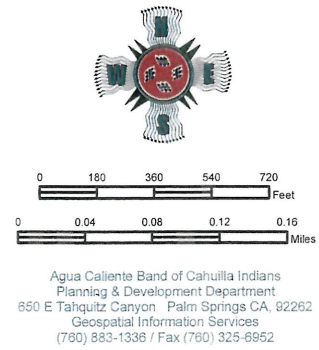 N
W E
S
0 180 360 540 720
Feet
0 0.04 0.08 0.12 0.16
Miles
Agua Caliente Band of Cahuilla Indians
Planning & Development Department
650 E Tahquitz Canyon Palm Springs CA, 92262
Geospatial Information Services
(760) 883-1336 / Fax (760) 325-6952